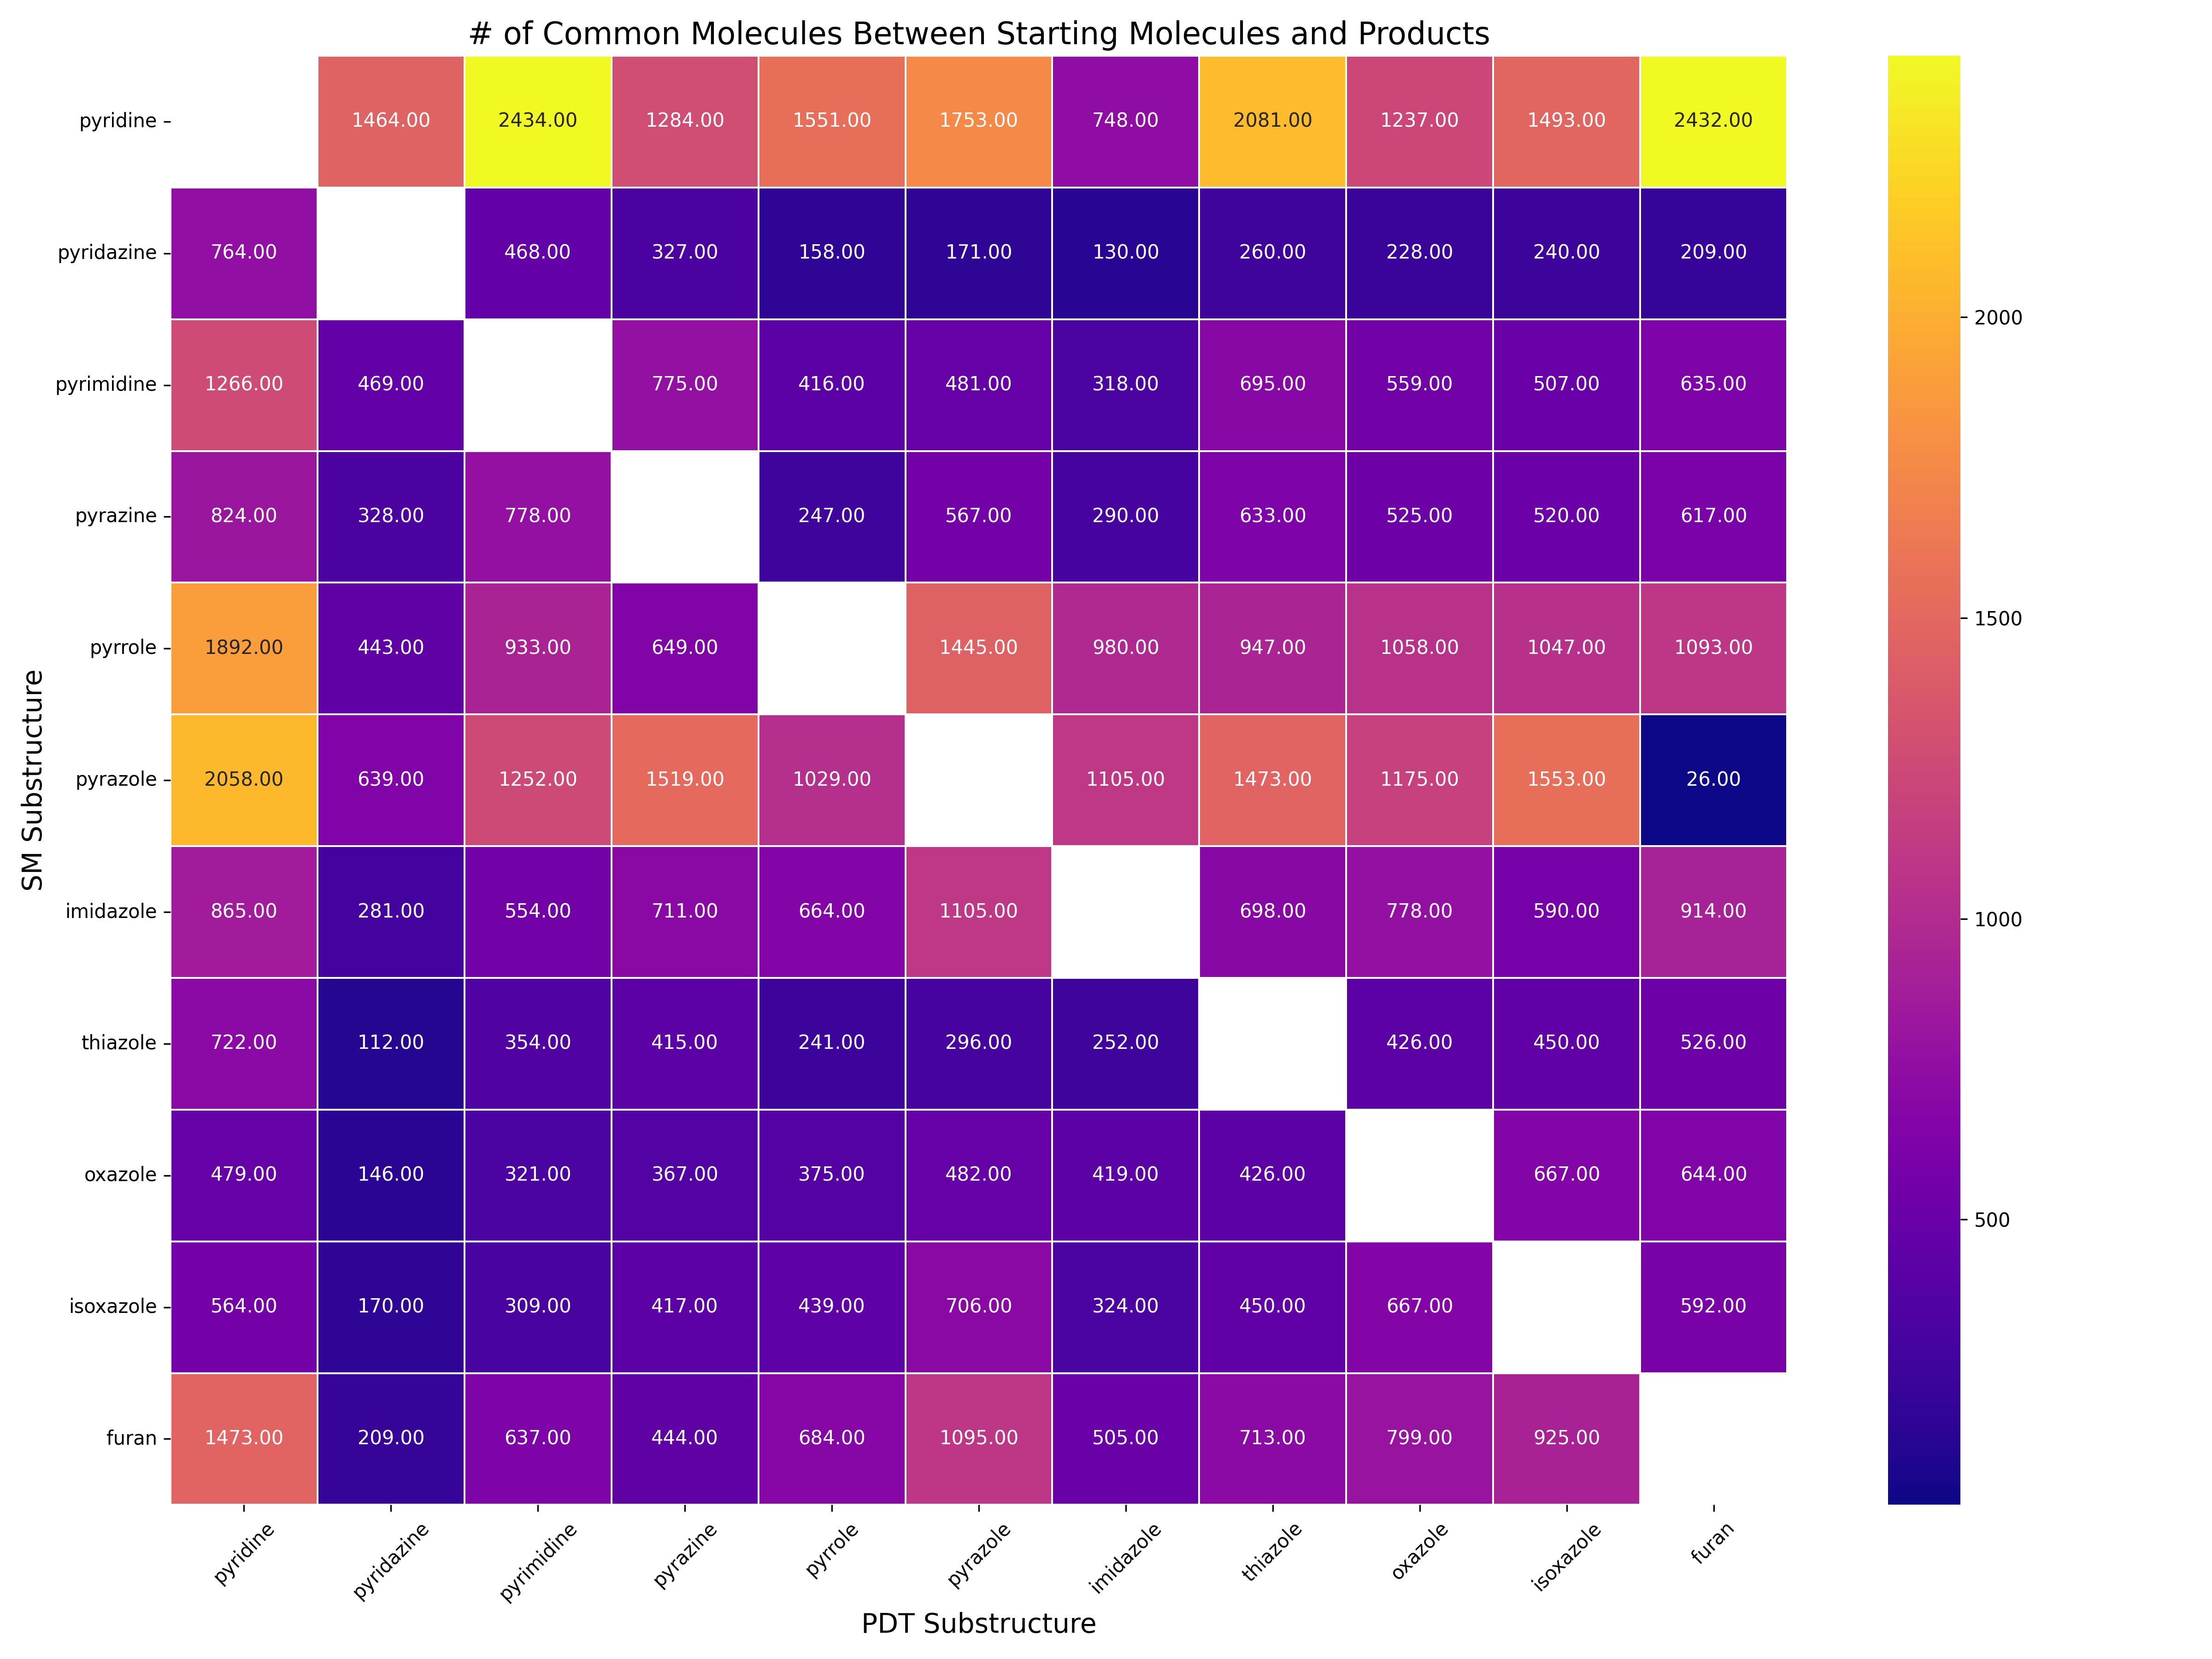 # of Common Molecules Between Starting Molecules and Products
SM Substructure
pyridine 1464.00 2434.00 1284.00 1551.00 1753.00 748.00 2081.00 1237.00 1493.00 2432.00
pyridazine 764.00 468.00 327.00 158.00 171.00 130.00 260.00 228.00 240.00 209.00
pyrimidine 1266.00 469.00 775.00 416.00 481.00 318.00 695.00 559.00 507.00 635.00
pyrazine 824.00 328.00 778.00 247.00 567.00 290.00 633.00 525.00 520.00 617.00
pyrrole 1892.00 443.00 933.00 649.00 1445.00 980.00 947.00 1058.00 1047.00 1093.00
pyrazole 2058.00 639.00 1252.00 1519.00 1029.00 1105.00 1473.00 1175.00 1553.00 26.00
imidazole 865.00 281.00 554.00 711.00 664.00 1105.00 698.00 778.00 590.00 914.00
thiazole 722.00 112.00 354.00 415.00 241.00 296.00 252.00 426.00 450.00 526.00
oxazole 479.00 146.00 321.00 367.00 375.00 482.00 419.00 426.00 667.00 644.00
isoxazole 564.00 170.00 309.00 417.00 439.00 706.00 324.00 450.00 667.00 592.00
furan 1473.00 209.00 637.00 444.00 684.00 1095.00 505.00 713.00 799.00 925.00
pyridine pyridazine pyrimidine pyrazine pyrrole pyrazole imidazole thiazole oxazole isoxazole furan
PDT Substructure
2000
1500
1000
500